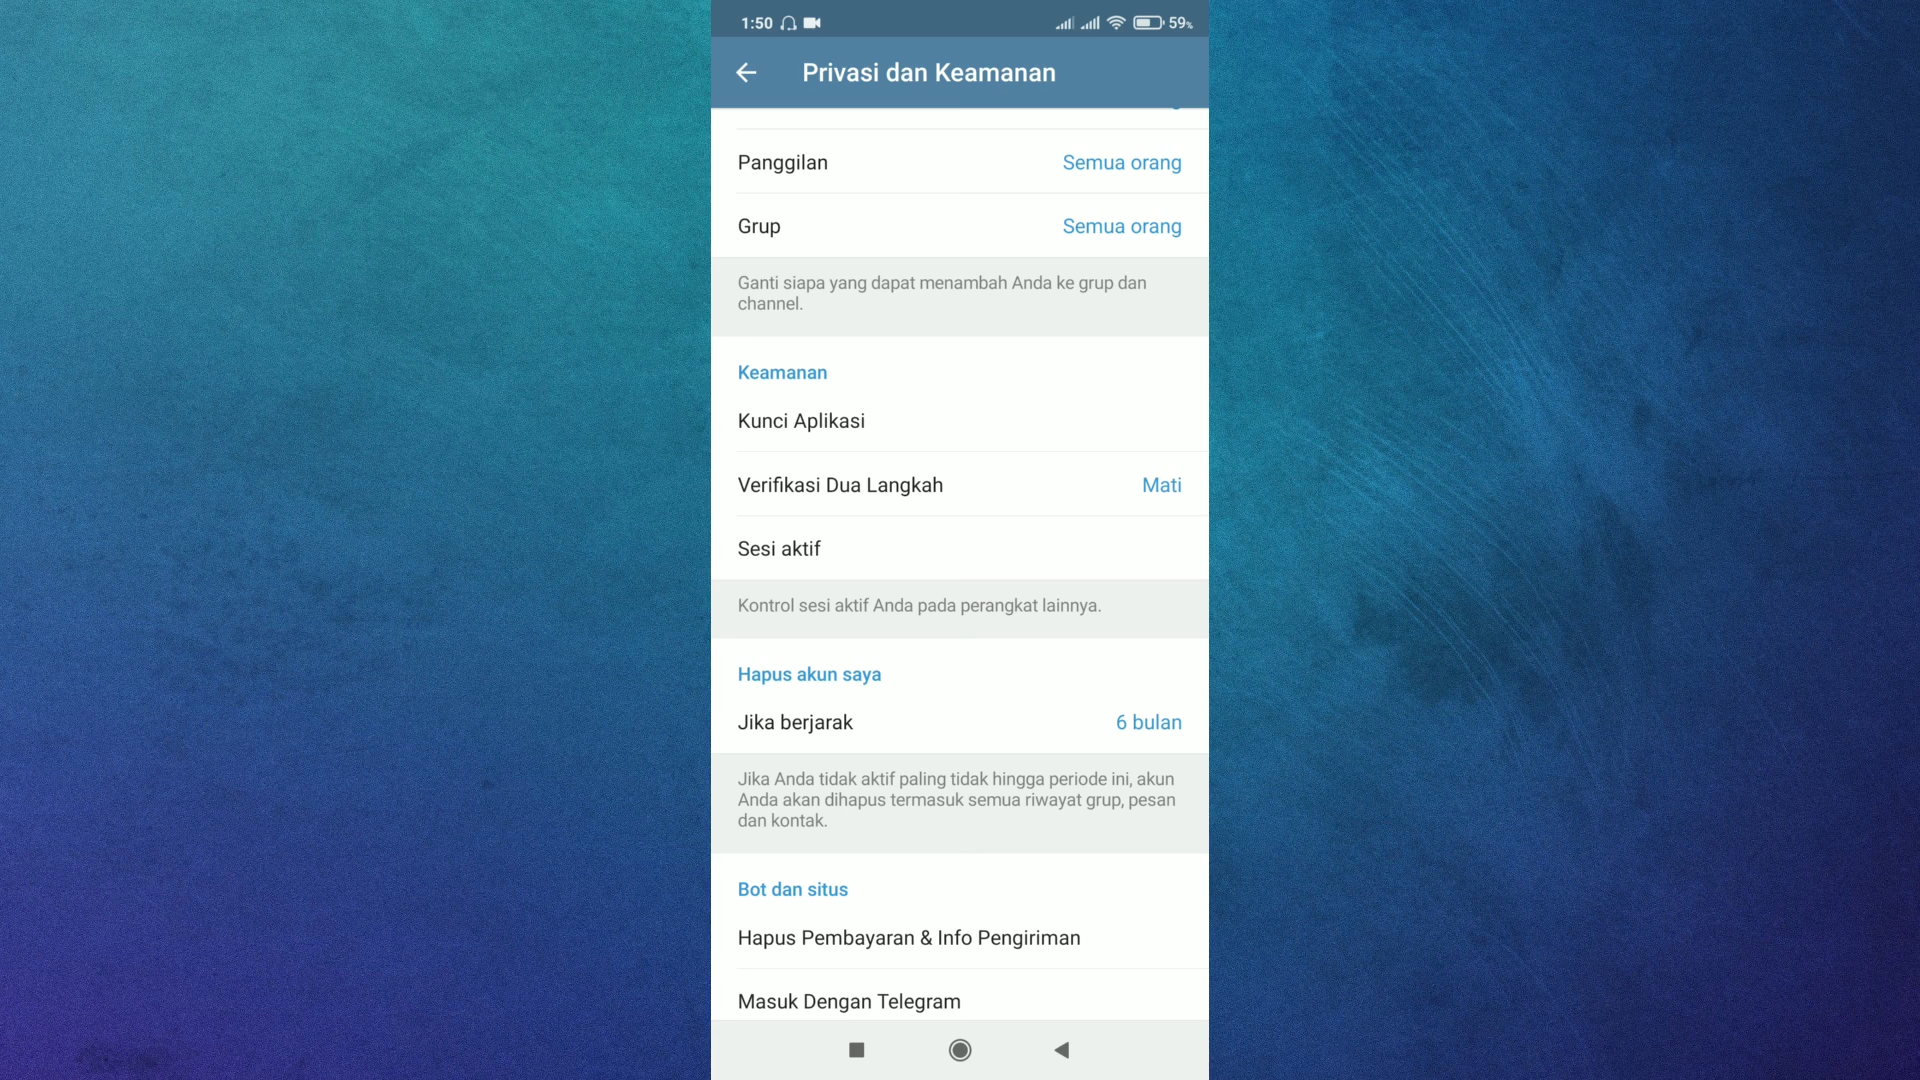 1:50 59%
Privasi dan Keamanan
Panggilan Semua orang
Grup Semua orang
Ganti siapa yang dapat menambah Anda ke grup dan
channel.
Keamanan
Kunci Aplikasi
Verifikasi Dua Langkah Mati
Sesi aktif
Kontrol sesi aktif Anda pada perangkat lainnya.
Hapus akun saya
Jika berjarak 6 bulan
Jika Anda tidak aktif paling tidak hingga periode ini, akun
Anda akan dihapus termasuk semua riwayat grup, pesan
dan kontak.
Bot dan situs
Hapus Pembayaran & Info Pengiriman
Masuk Dengan Telegram